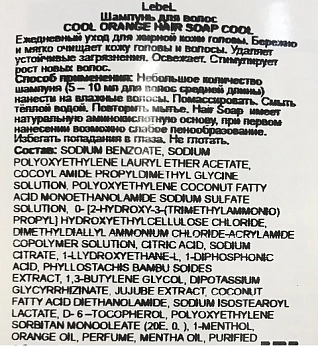 LebeL
Шампунь для волос
COOL ORANGE HAIR SOAP COOL
Ежедневный уход для жирной кожи головы. Бережно
и мягко очищает кожу головы и волосы. Удаляет
устойчивые загрязнения. Освежает. Стимулирует
рост новых волос.
Способ применения: Небольшое количество
шампуня (5 – 10 мл для волос средней длины)
нанести на влажные волосы. Помассировать. Смыть
тёплой водой. Повторить мытье. Hair Soap имеет
натуральную аминокислотную основу, при первом
нанесении возможно слабое пенообразование.
Избегать попадания в глаза. Не глотать.
Состав: SODIUM BENZOATE, SODIUM
POLYOXYETHYLENE LAURYL ETHER ACETATE,
COCOYL AMIDE PROPYLDIMETHYL GLYCINE
SOLUTION, POLYOXYETHYLENE COCONUT FATTY
ACID MONOETHANOLAMIDE SODIUM SULFATE
SOLUTION, 0-[2-HYDROXY-3-(TRIMETHYLAMMONIO)
PROPYL] HYDROXYETHYLCELLULOSE CHLORIDE,
DIMETHYLDIALLYL AMMONIUM CHLORIDE-ACRYLAMIDE
COPOLYMER SOLUTION, CITRIC ACID, SODIUM
CITRATE, 1-LLYDROXYETHANE-L, 1-DIPHOSPHONIC
ACID, PHYLLOSTACHIS BAMBU SOIDES
EXTRACT, 1,3-BUTYLENE GLYCOL, DIPOTASSIUM
GLYCYRRHIZINATE, JUJUBE EXTRACT, COCONUT
FATTY ACID DIETHANOLAMIDE, SODIUM ISOSTEAROYL
LACTATE, D- 6 –TOCOPHEROL, POLYOXYETHYLENE
SORBITAN MONOOLEATE (20E. 0. ), 1-MENTHOL,
ORANGE OIL, PERFUME, MENTHA OIL, PURIFIED